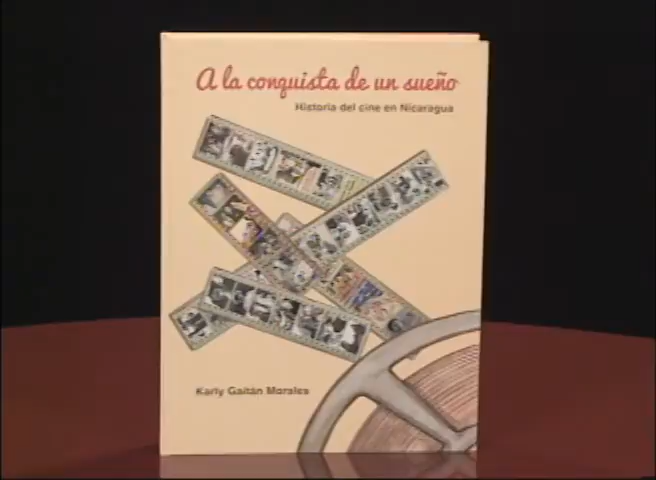 A la conquista de un sueño
Historia del cine en Nicaragua
Karly Gaitán Morales